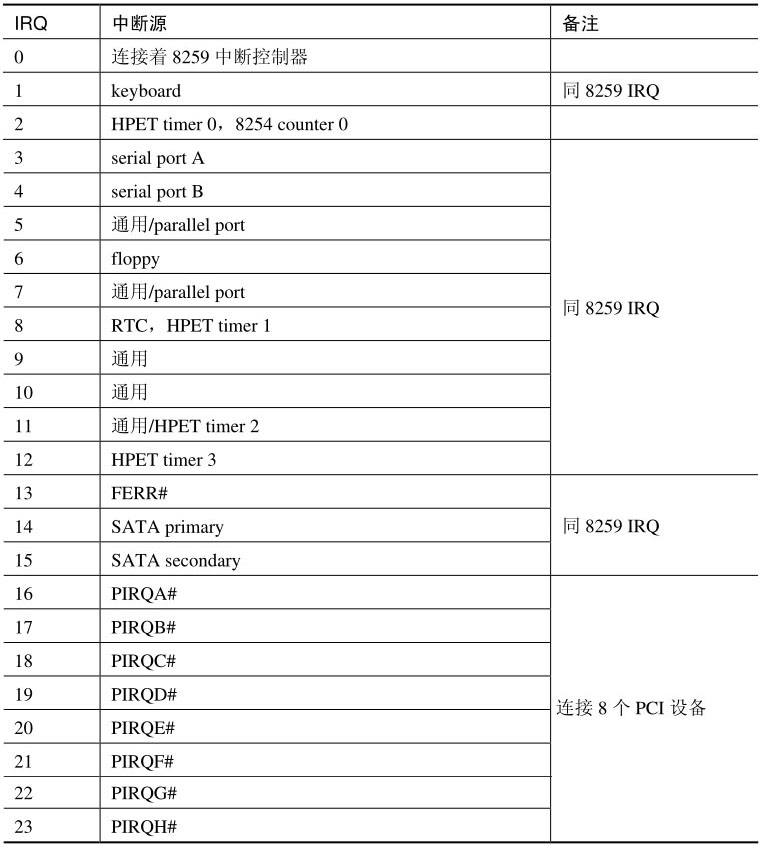 IRQ 中断源 备注
0 连接着 8259 中断控制器
1 keyboard 同 8259 IRQ
2 HPET timer 0，8254 counter 0
3 serial port A
4 serial port B
5 通用/parallel port
6 floppy
7 通用/parallel port
同 8259 IRQ
8 RTC，HPET timer 1
9 通用
10 通用
11 通用/HPET timer 2
12 HPET timer 3
13 FERR#
14 SATA primary 同 8259 IRQ
15 SATA secondary
16 PIRQA#
17 PIRQB#
18 PIRQC#
19 PIRQD#
连接 8 个 PCI 设备
20 PIRQE#
21 PIRQF#
22 PIRQG#
23 PIRQH#